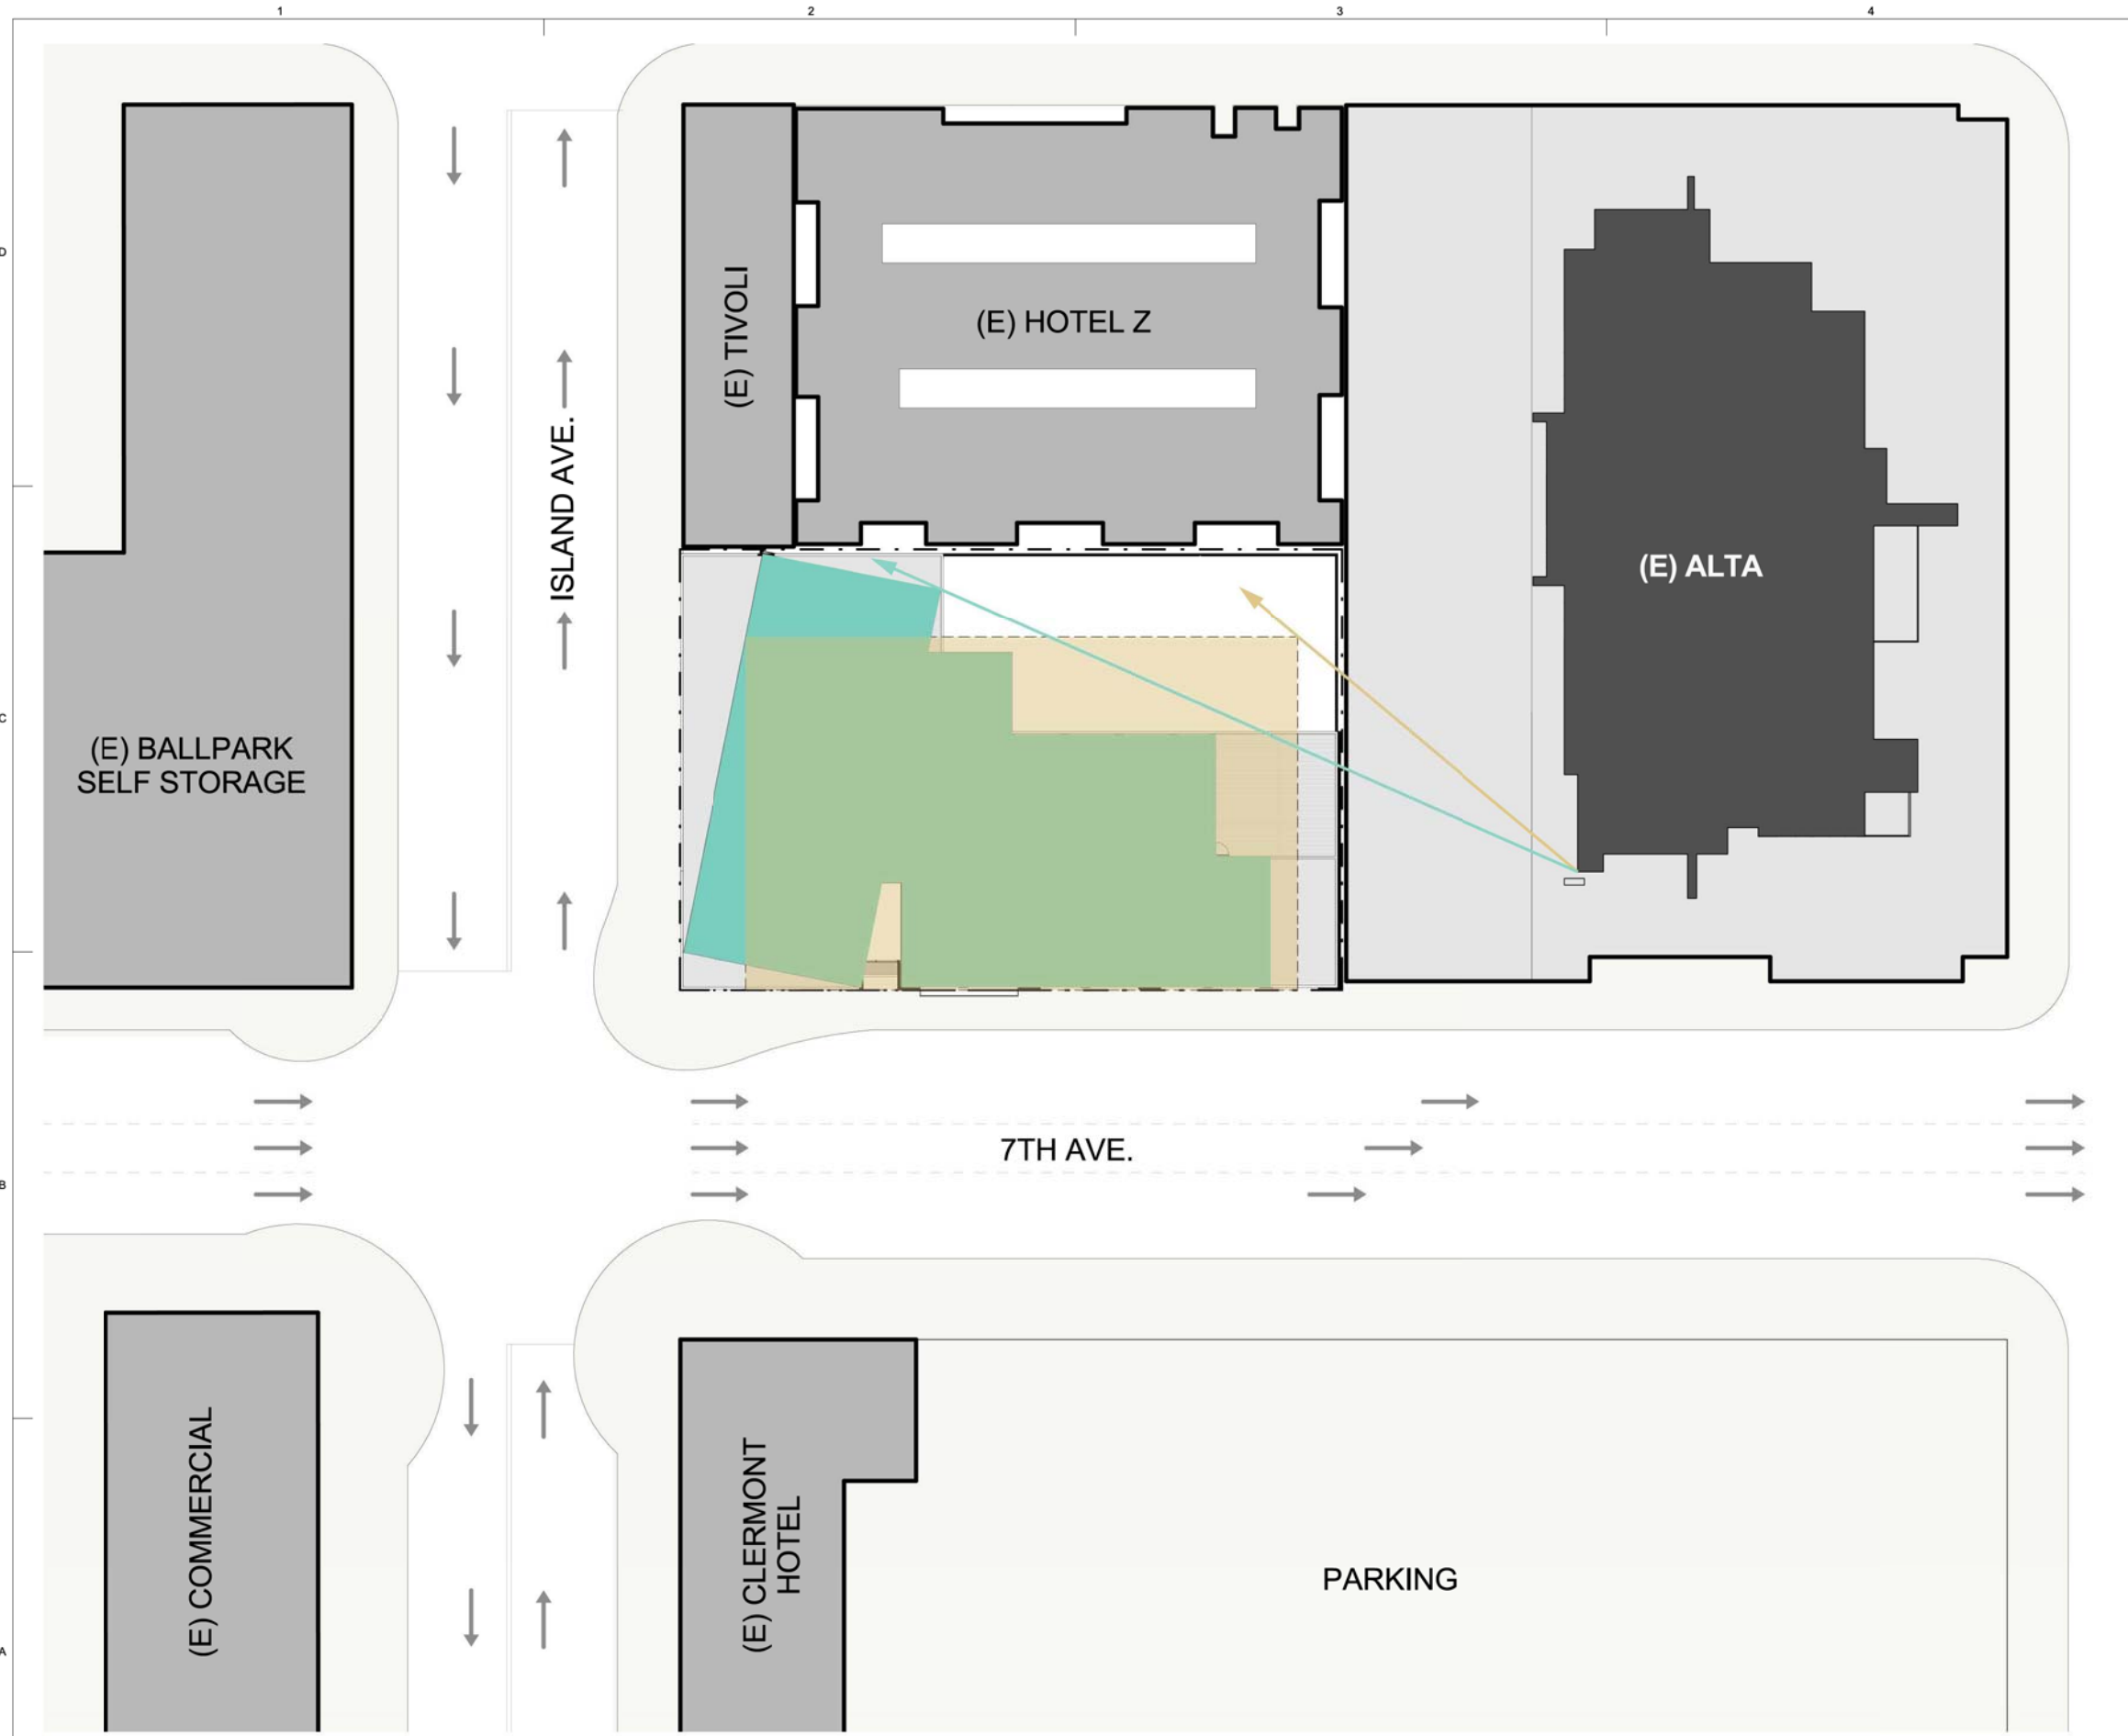 1 2 3 4
D
(E) TIVOLI
(E) HOTEL Z
ISLAND AVE.
(E) ALTA
C
(E) BALLPARK
SELF STORAGE
7TH AVE.
B
(E) COMMERCIAL
(E) CLERMONT
HOTEL
PARKING
A